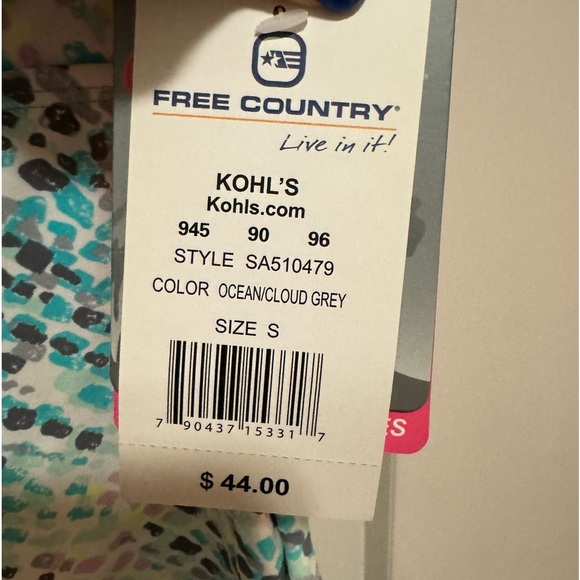 FREE COUNTRY®
Live in it!
KOHL'S
Kohls.com
945 90 96
STYLE SA510479
COLOR OCEAN/CLOUD GREY
SIZE S
7 90437 15331 7
$ 44.00